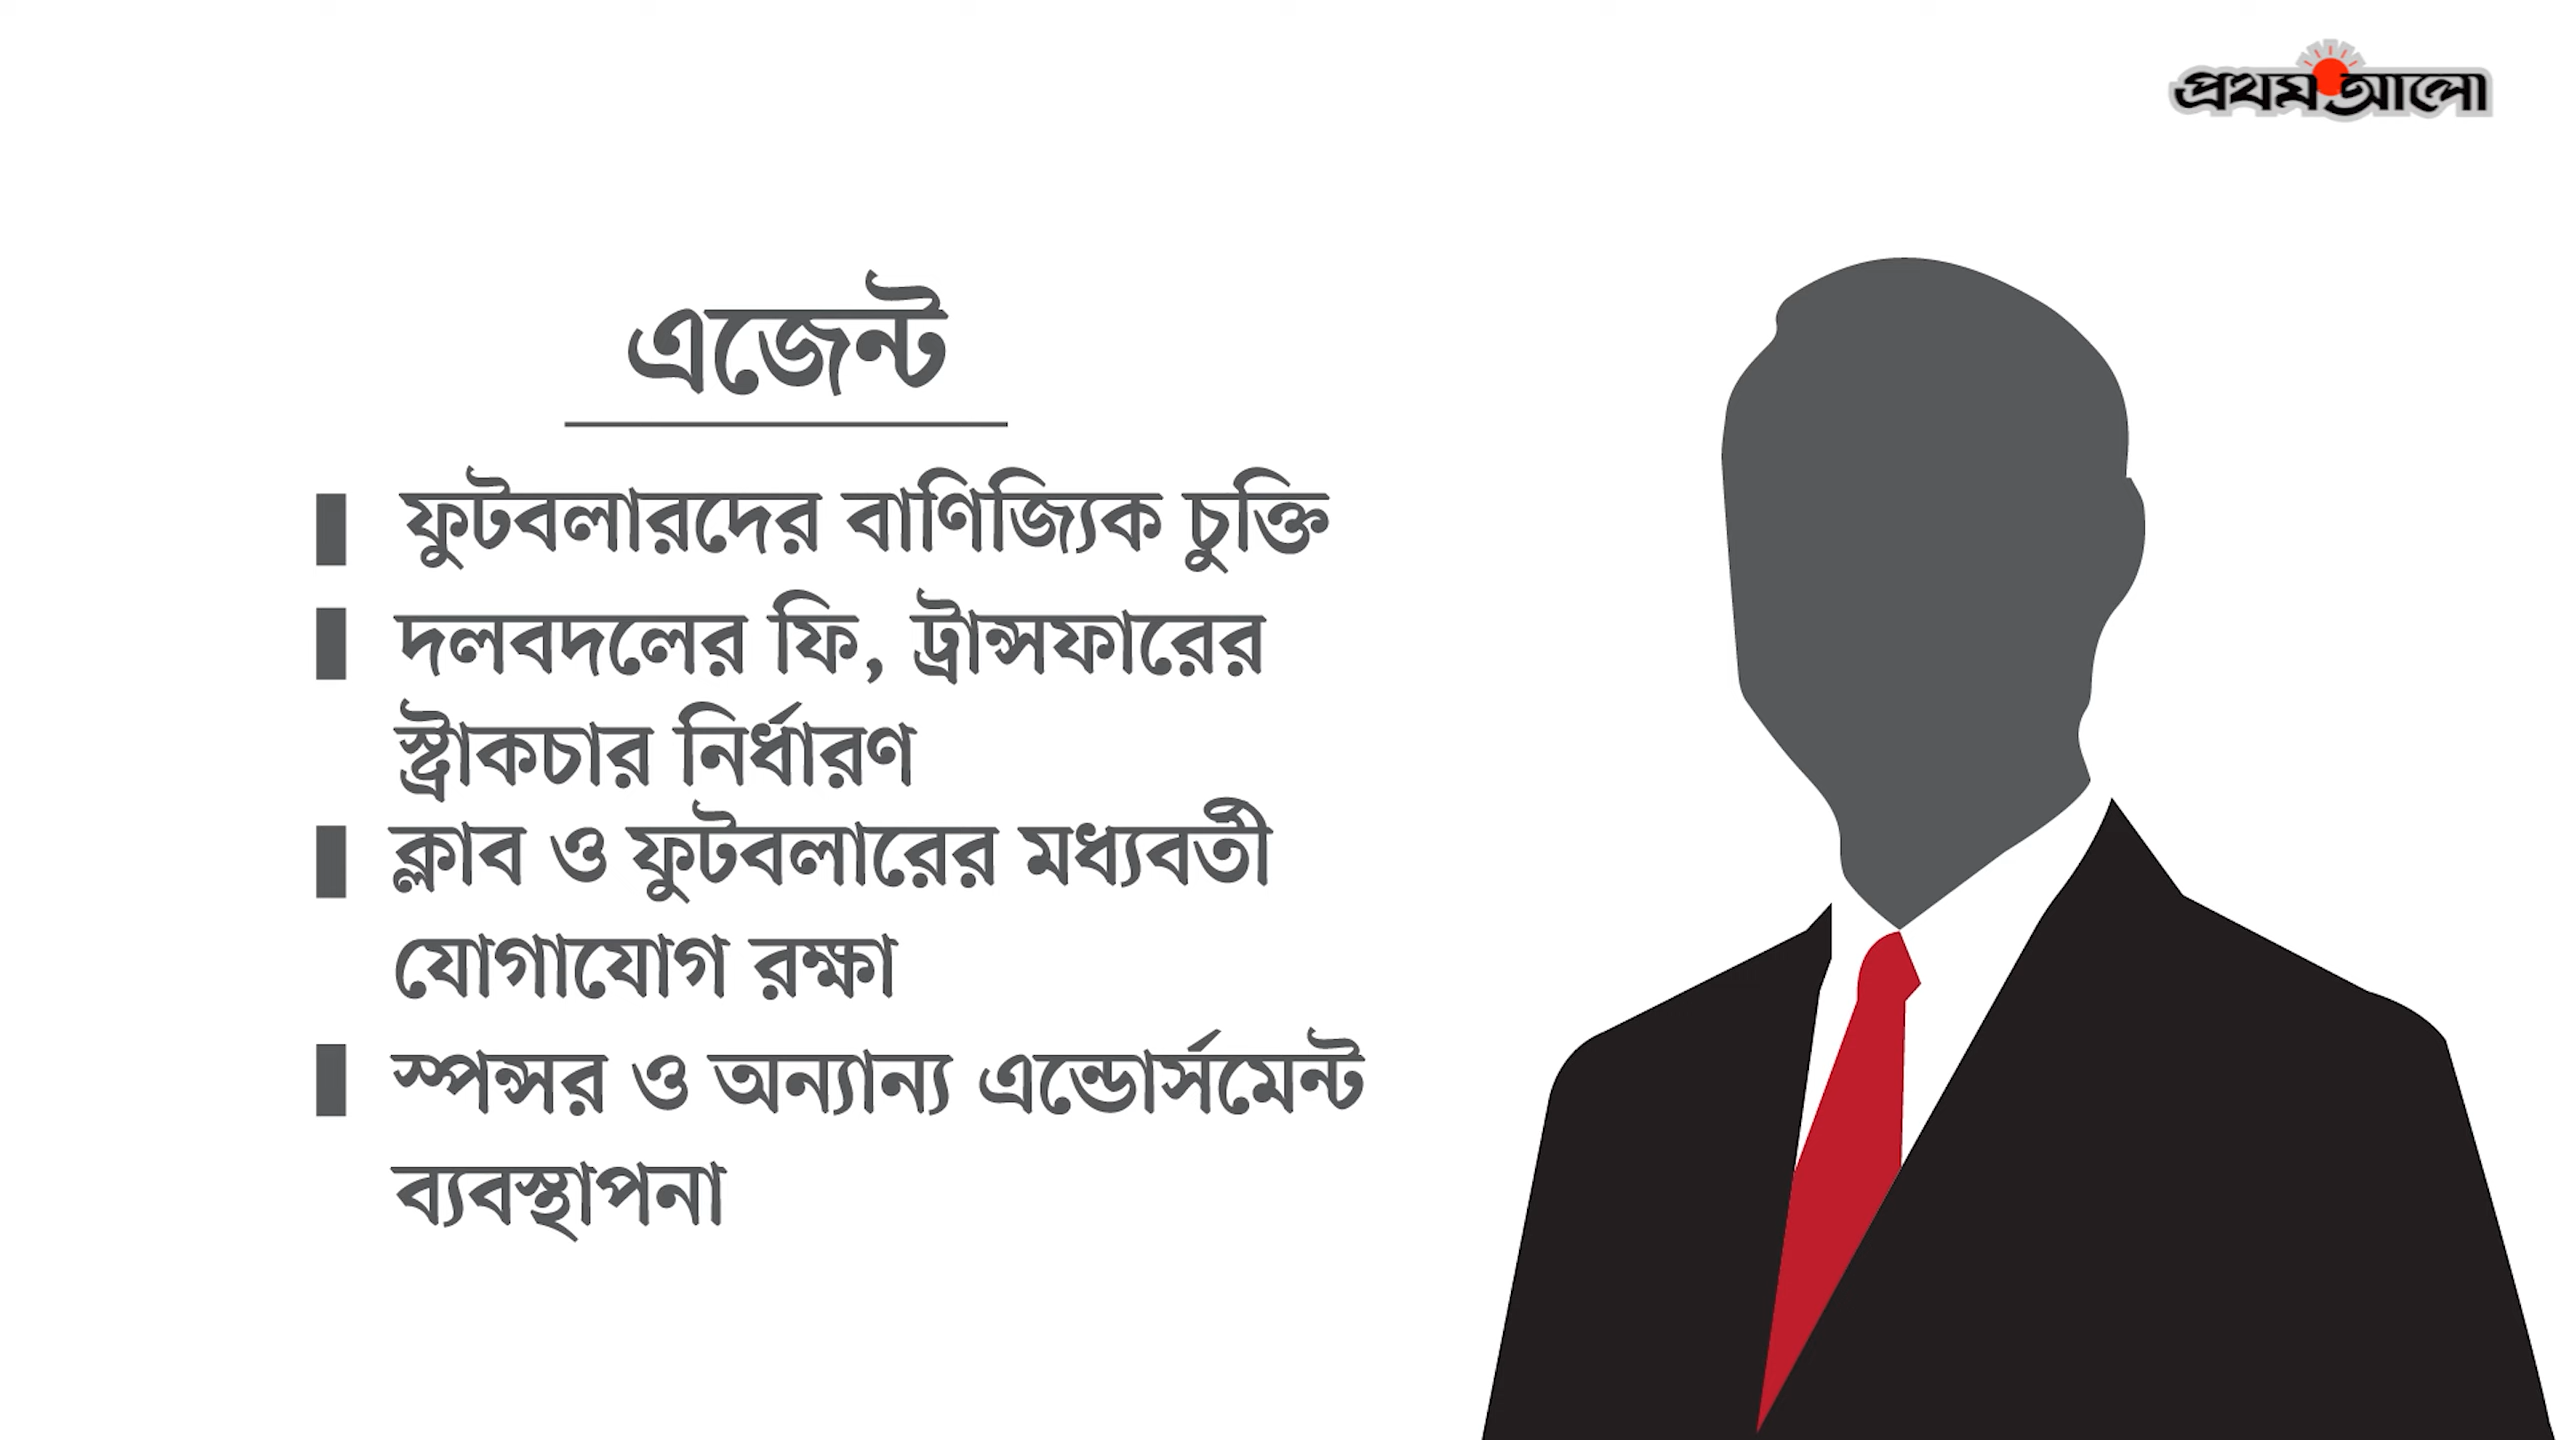 প্রথম আলো
এজেন্ট
ফুটবলারদের বাণিজ্যিক চুক্তি
দলবদলের ফি, ট্রান্সফারের
স্ট্রাকচার নির্ধারণ
ক্লাব ও ফুটবলারের মধ্যবর্তী
যোগাযোগ রক্ষা
স্পন্সর ও অন্যান্য এন্ডোর্সমেন্ট
ব্যবস্থাপনা